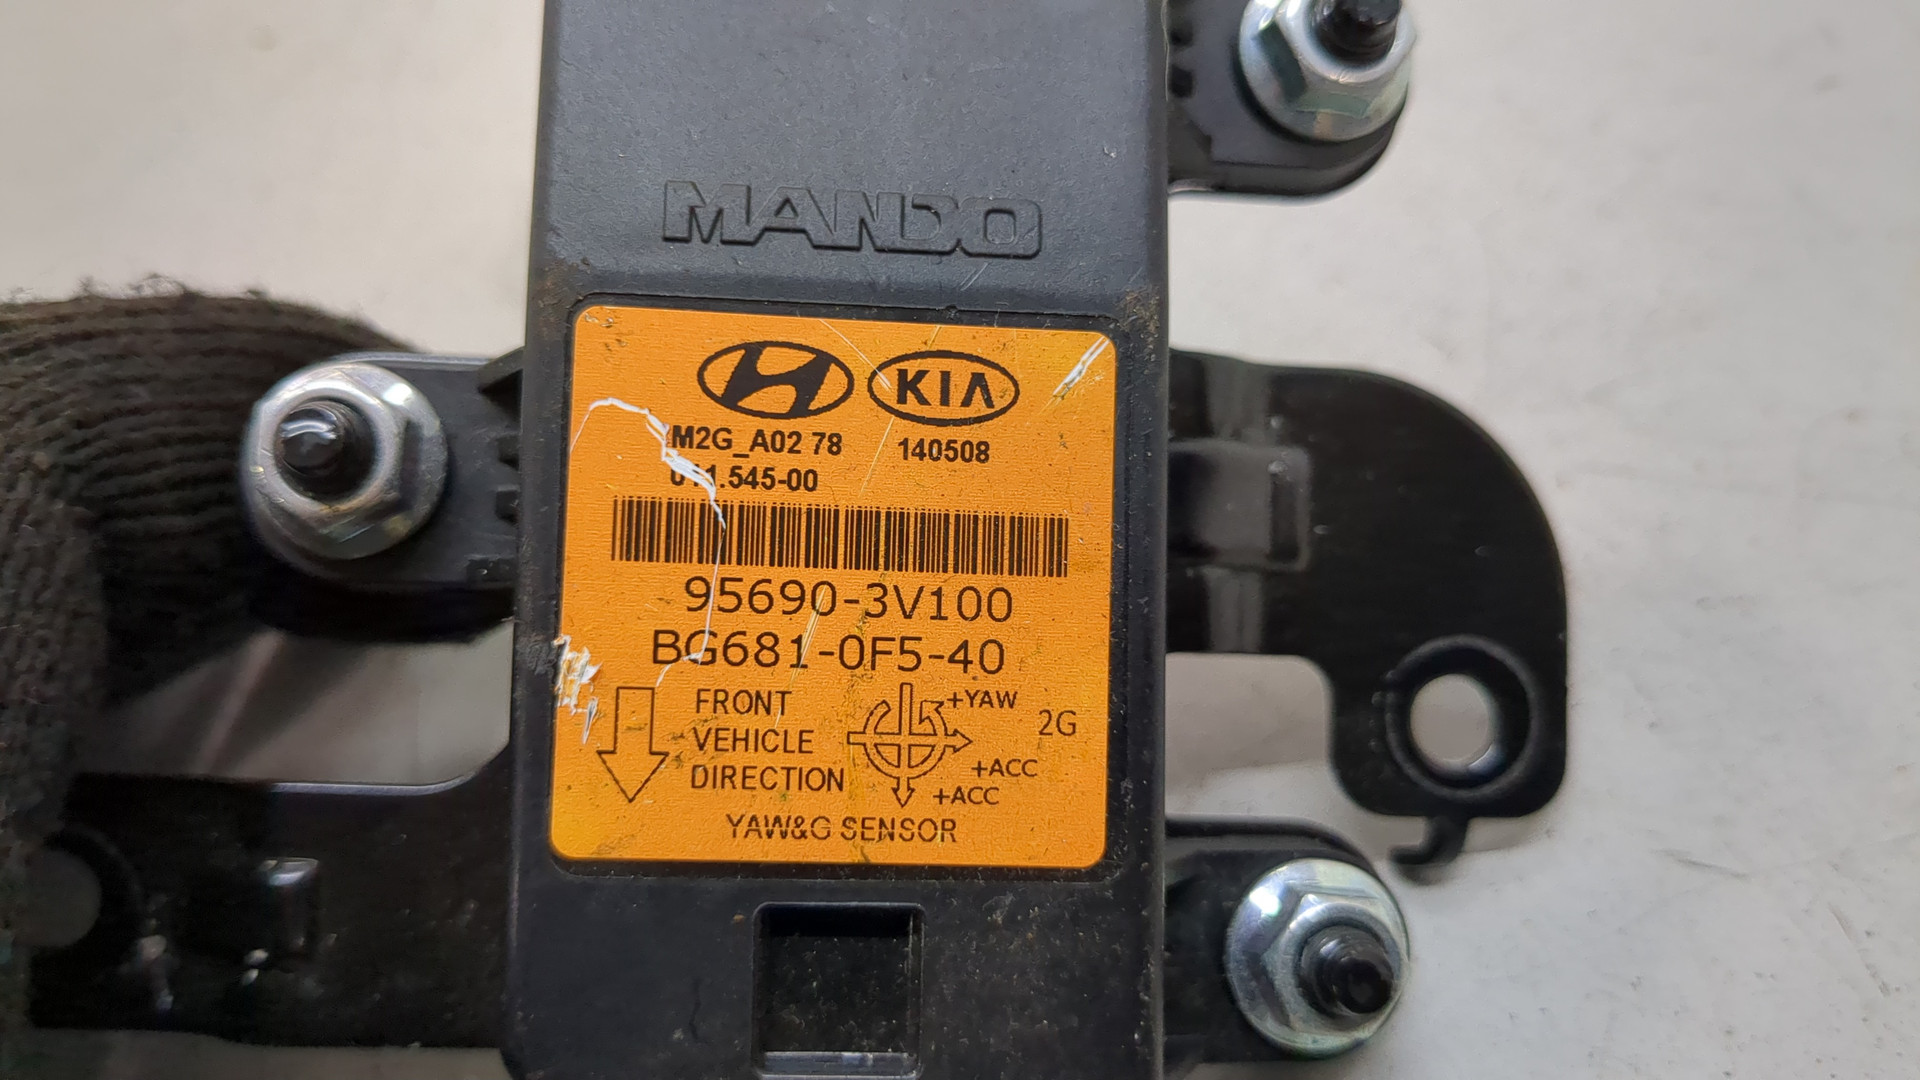 MANDO
KIA
M2G_A02 78 140508
.545-00
95690-3V100
BG681-0F5-40
FRONT
VEHICLE
DIRECTION
+YAW
2G
+ACC
+ACC
YAW&G SENSOR